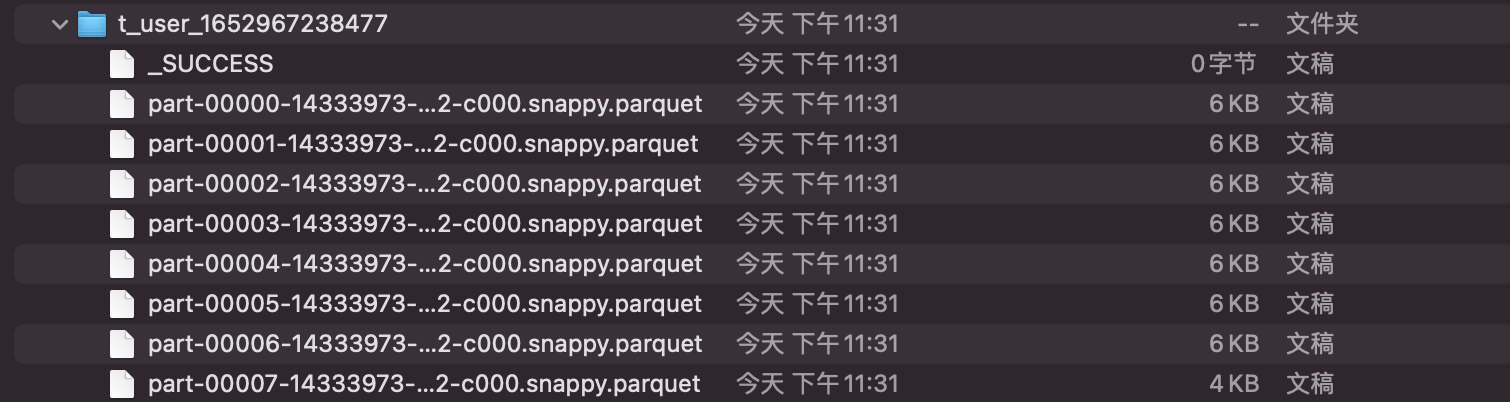 t_user_1652967238477 今天 下午11:31 -- 文件夹
_SUCCESS 今天 下午11:31 0字节 文稿
part-00000-14333973-...2-c000.snappy.parquet 今天 下午11:31 6 KB 文稿
part-00001-14333973-...2-c000.snappy.parquet 今天 下午11:31 6 KB 文稿
part-00002-14333973-...2-c000.snappy.parquet 今天 下午11:31 6 KB 文稿
part-00003-14333973-...2-c000.snappy.parquet 今天 下午11:31 6 KB 文稿
part-00004-14333973-...2-c000.snappy.parquet 今天 下午11:31 6 KB 文稿
part-00005-14333973-...2-c000.snappy.parquet 今天 下午11:31 6 KB 文稿
part-00006-14333973-...2-c000.snappy.parquet 今天 下午11:31 6 KB 文稿
part-00007-14333973-...2-c000.snappy.parquet 今天 下午11:31 4 KB 文稿